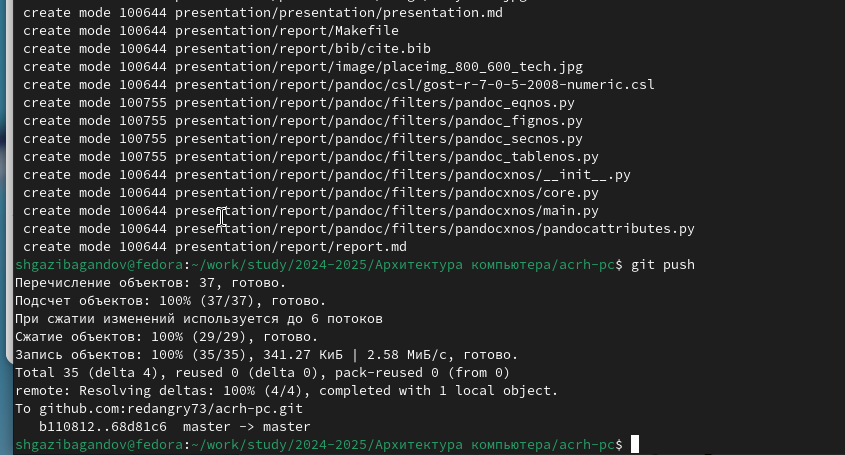 create mode 100644 presentation/presentation/presentation.md
create mode 100644 presentation/report/Makefile
create mode 100644 presentation/report/bib/cite.bib
create mode 100644 presentation/report/image/placeimg_800_600_tech.jpg
create mode 100644 presentation/report/pandoc/csl/gost-r-7-0-5-2008-numeric.csl
create mode 100755 presentation/report/pandoc/filters/pandoc_eqnos.py
create mode 100755 presentation/report/pandoc/filters/pandoc_fignos.py
create mode 100755 presentation/report/pandoc/filters/pandoc_secnos.py
create mode 100755 presentation/report/pandoc/filters/pandoc_tablenos.py
create mode 100644 presentation/report/pandoc/filters/pandocxnos/__init__.py
create mode 100644 presentation/report/pandoc/filters/pandocxnos/core.py
create mode 100644 presentation/report/pandoc/filters/pandocxnos/main.py
create mode 100644 presentation/report/pandoc/filters/pandocxnos/pandocattributes.py
create mode 100644 presentation/report/report.md
shgazibagandov@fedora:~/work/study/2024-2025/Архитектура компьютера/acrh-pc$ git push
Перечисление объектов: 37, готово.
Подсчет объектов: 100% (37/37), готово.
При сжатии изменений используется до 6 потоков
Сжатие объектов: 100% (29/29), готово.
Запись объектов: 100% (35/35), 341.27 КиБ | 2.58 МиБ/с, готово.
Total 35 (delta 4), reused 0 (delta 0), pack-reused 0 (from 0)
remote: Resolving deltas: 100% (4/4), completed with 1 local object.
To github.com:redangry73/acrh-pc.git
b110812..68d81c6  master -> master
shgazibagandov@fedora:~/work/study/2024-2025/Архитектура компьютера/acrh-pc$